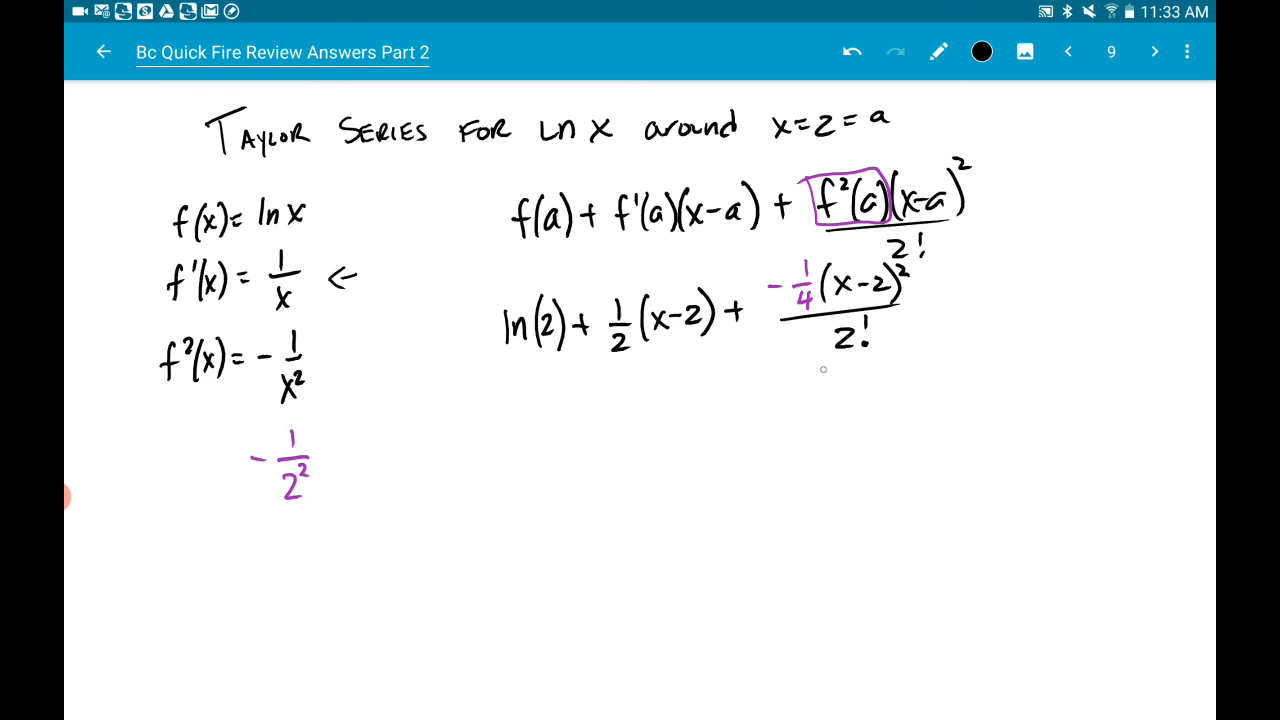 11:33 AM
Bc Quick Fire Review Answers Part 2
9
TAYLOR SERIES FOR Ln X around x=2=a
f(x)= ln x
f'(x) = 1/x ←
f²(x)= - 1/x²
- 1/2²
f(a) + f'(a)(x-a) + f²(a)(x-a)²/2!
ln(2) + 1/2 (x-2) + -1/4 (x-2)²/2!